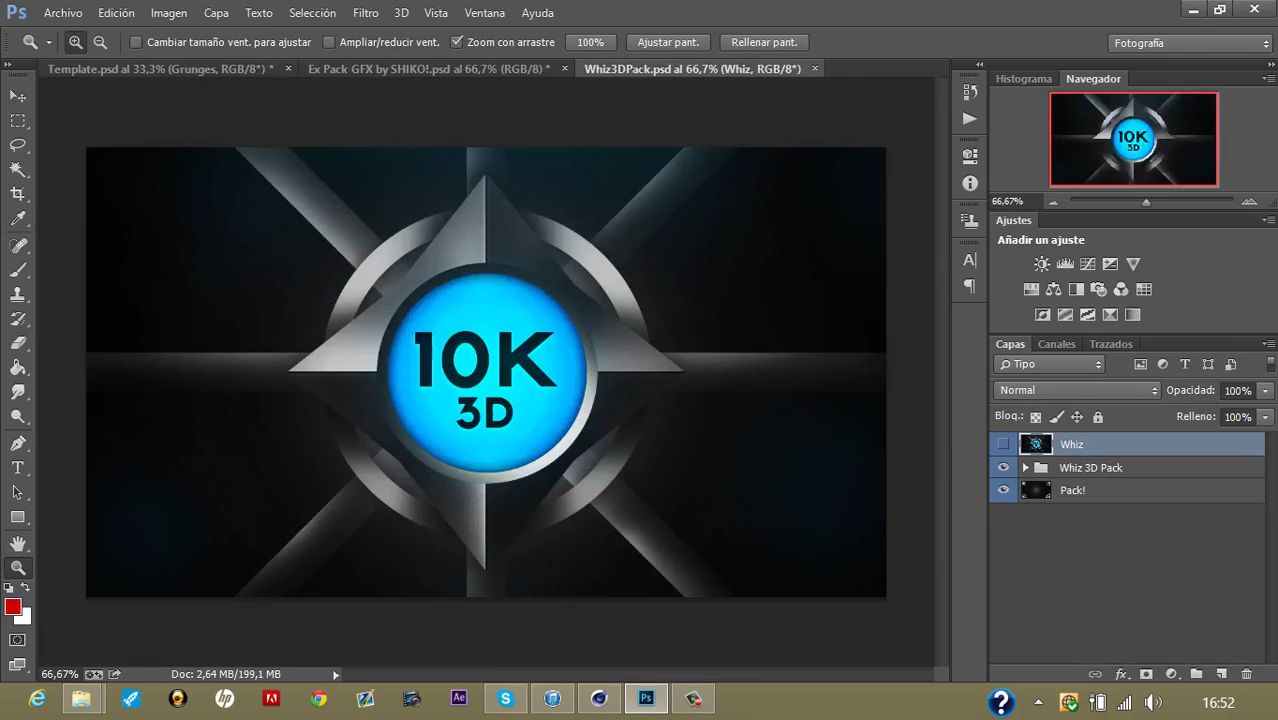 Ps Archivo Edición Imagen Capa Texto Selección Filtro 3D Vista Ventana Ayuda
Cambiar tamaño vent. para ajustar Ampliar/reducir vent. Zoom con arrastre 100% Ajustar pant. Rellenar pant. Fotografía
Template.psd al 33,3% (Grunges, RGB/8*) * Ex Pack GFX by SHIKO!.psd al 66,7% (RGB/8) * Whiz3DPack.psd al 66,7% (Whiz, RGB/8*)
Histograma Navegador
10K
3D
66,67%
Ajustes
Añadir un ajuste
10K
3D
Capas Canales Trazados
Tipo
Normal Opacidad: 100%
Bloq.: Relleno: 100%
Whiz
Whiz 3D Pack
Pack!
66,67% Doc: 2,64 MB/199,1 MB
hp Ae Ps 16:52